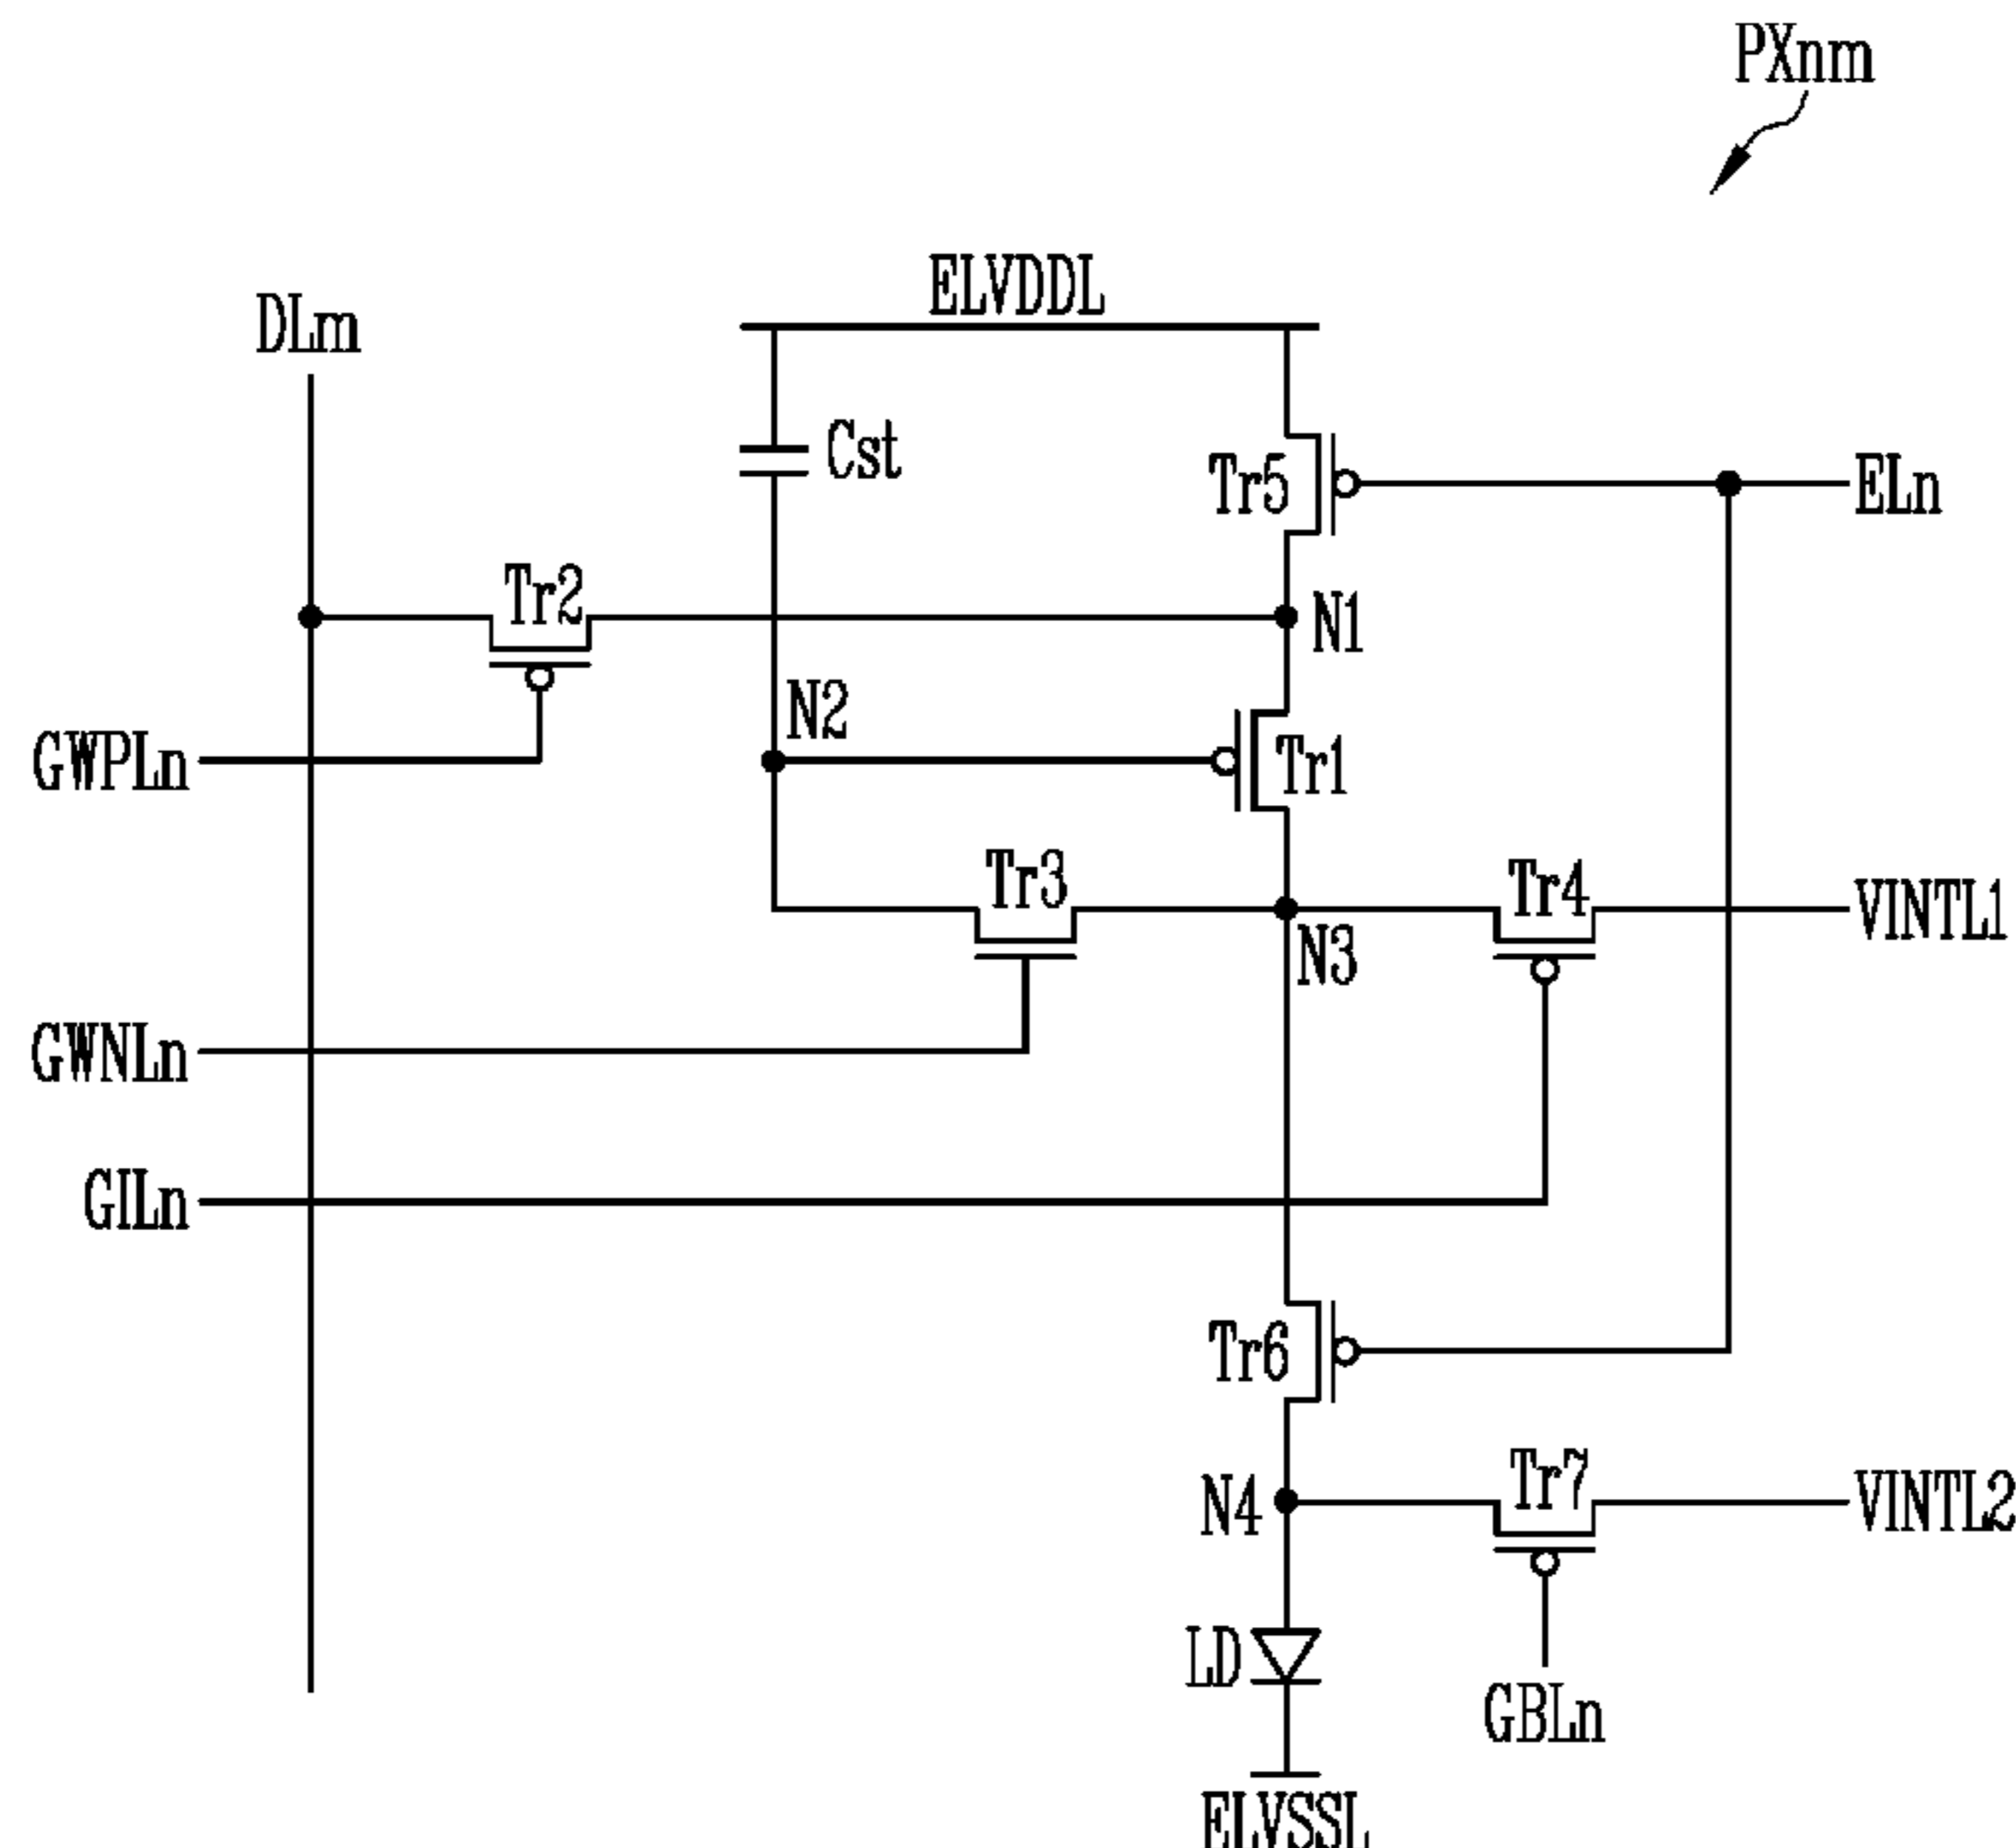 PXnm
ELVDDL
DLm
Cst
Tr5
ELn
Tr2
N1
N2
GWPLn
Tr1
Tr3
Tr4
VINTL1
N3
GWNLn
GILn
Tr6
Tr7
N4
VINTL2
LD
GBLn
ELVSSL